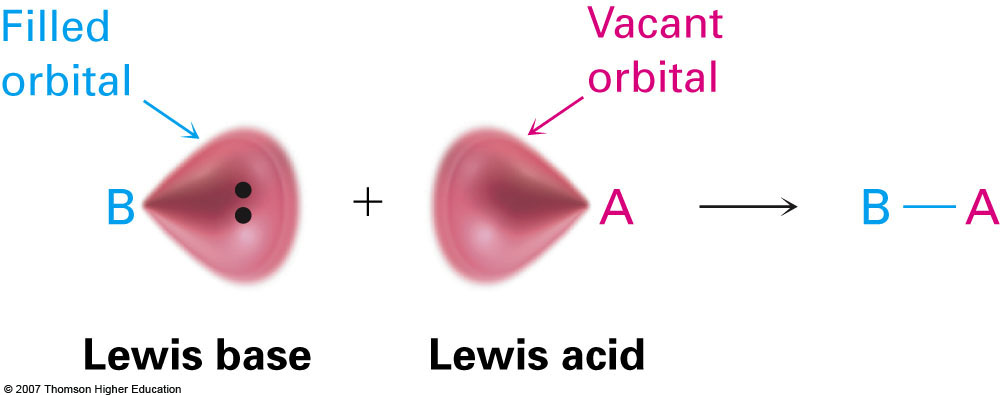 Filled
orbital
Vacant
orbital
B + A → B — A
Lewis base
Lewis acid
© 2007 Thomson Higher Education